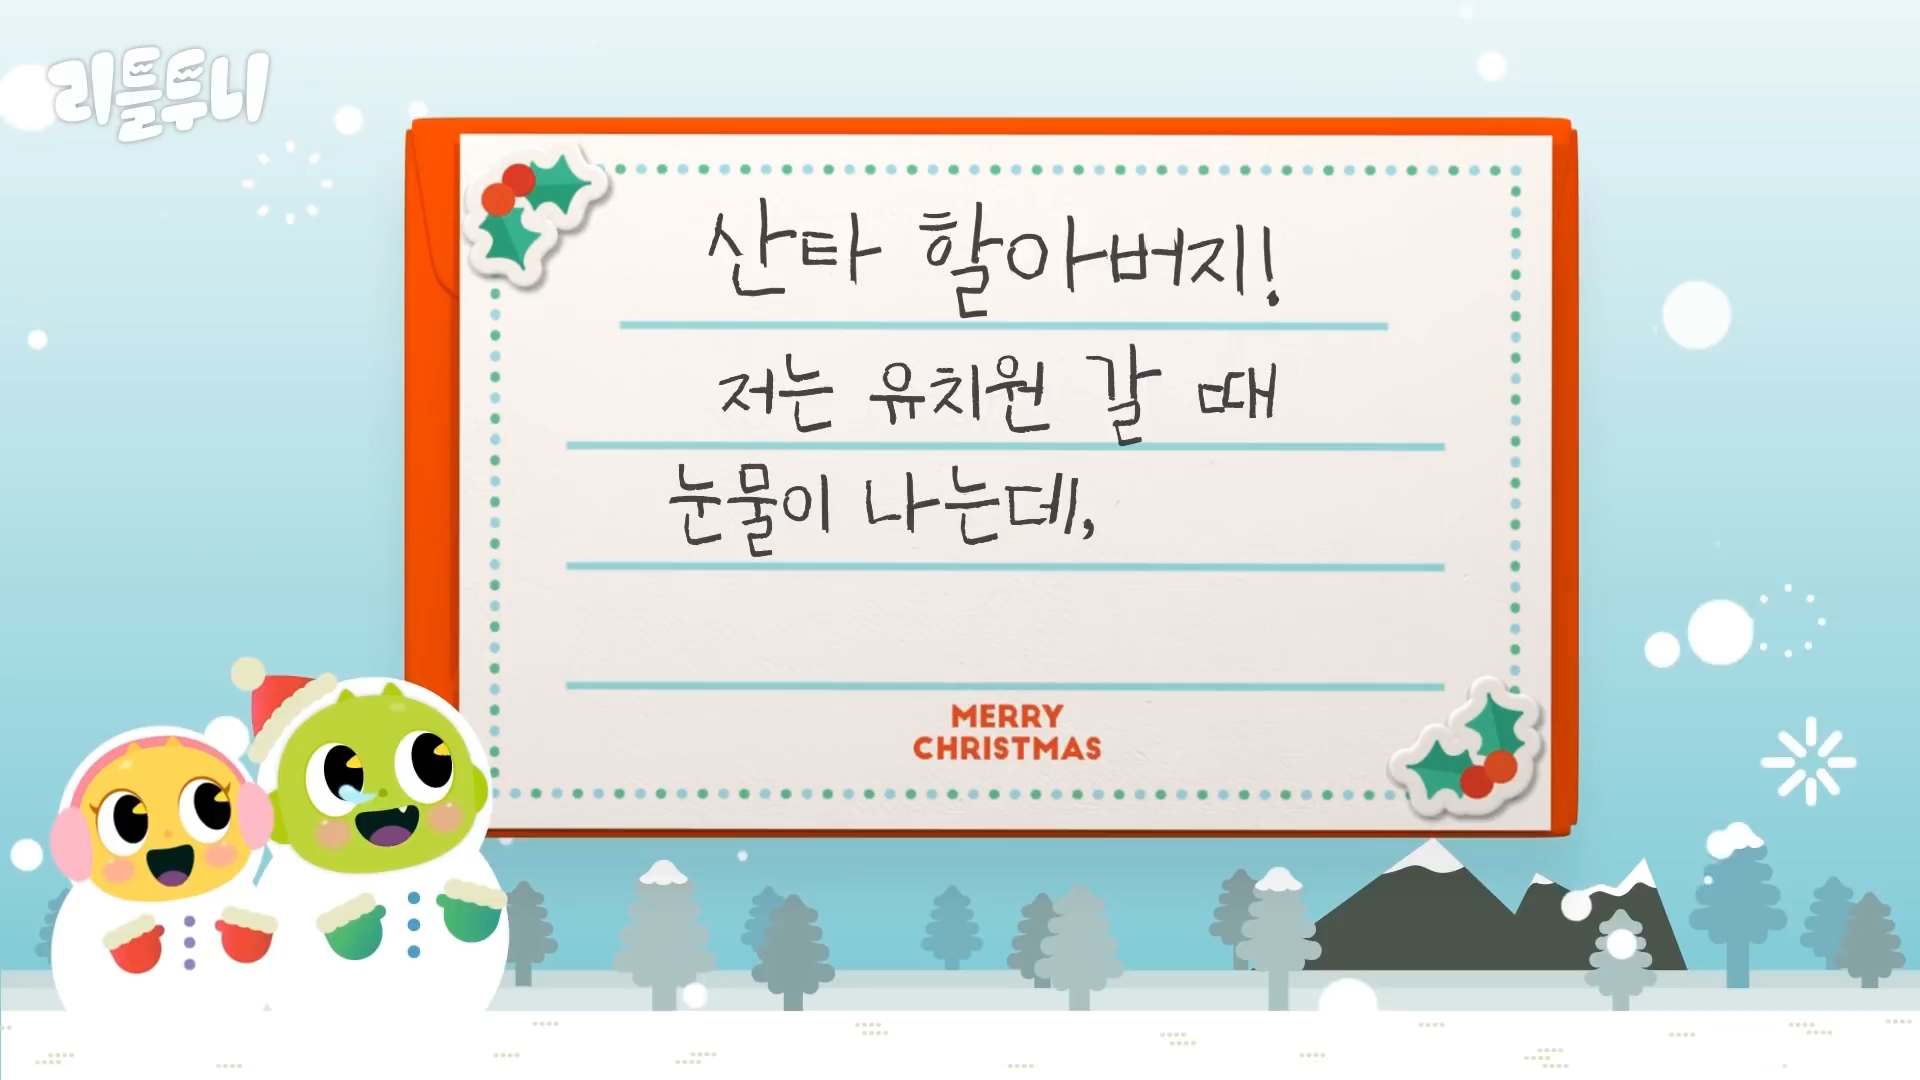 리틀투니
산타 할아버지!
저는 유치원 갈 때
눈물이 나는데,
MERRY
CHRISTMAS